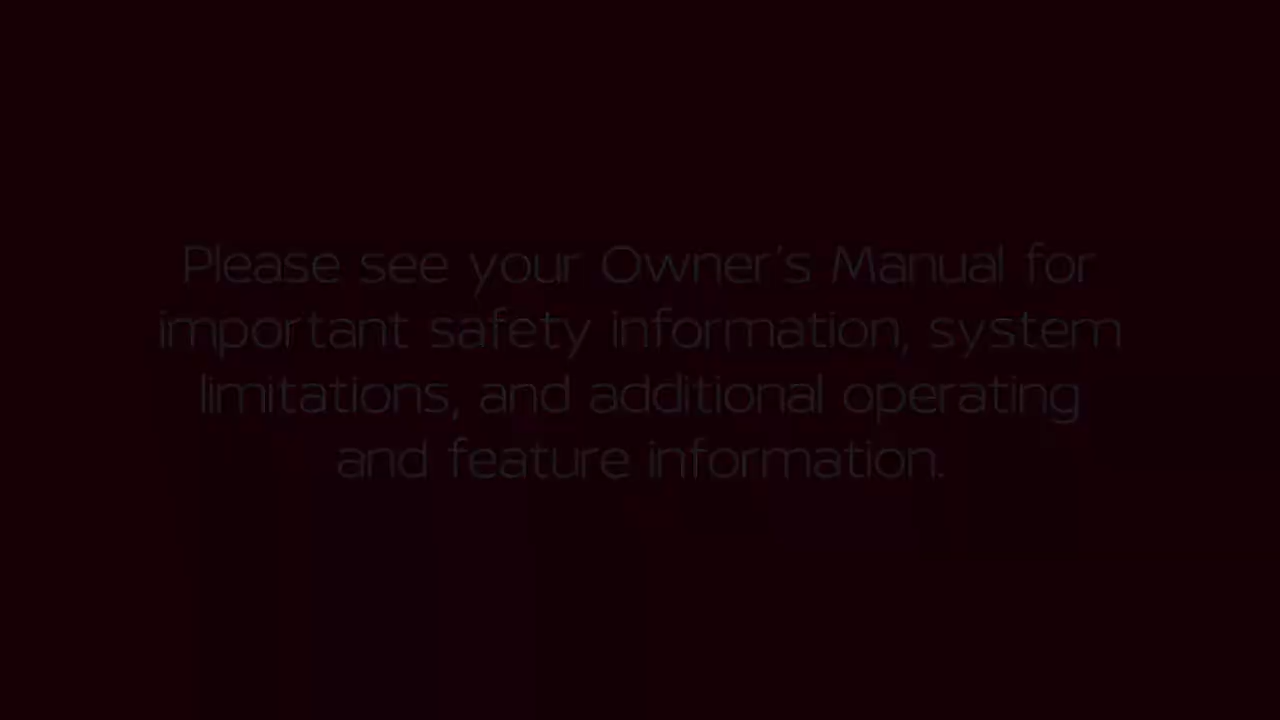 Please see your Owner's Manual for
important safety information, system
limitations, and additional operating
and feature information.